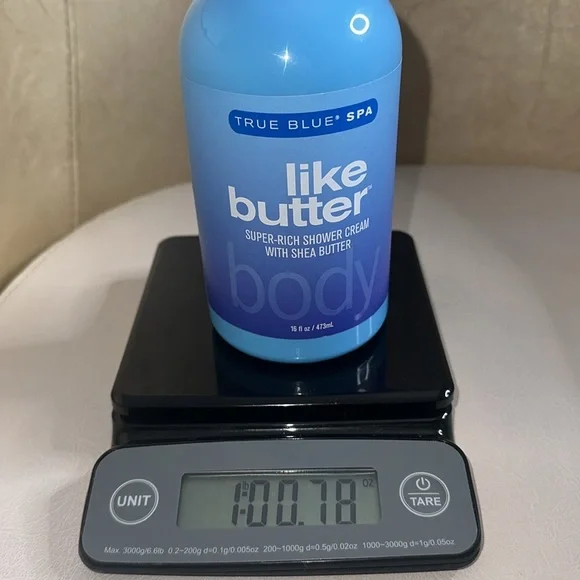 TRUE BLUE® SPA
like
butter™
SUPER-RICH SHOWER CREAM
WITH SHEA BUTTER
body
16 fl oz / 473mL
UNIT
1:00.78 OZ
TARE
Max 3000g/6.6lb 0.2~200g d=0.1g/0.005oz 200~1000g d=0.5g/0.02oz 1000~3000g d=1g/0.05oz